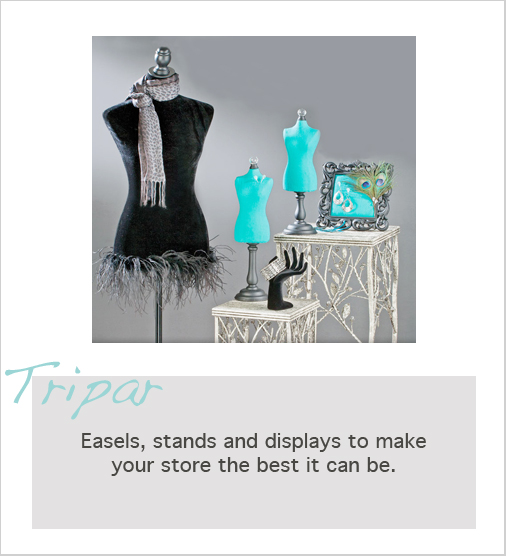 Tripar
Easels, stands and displays to make
your store the best it can be.